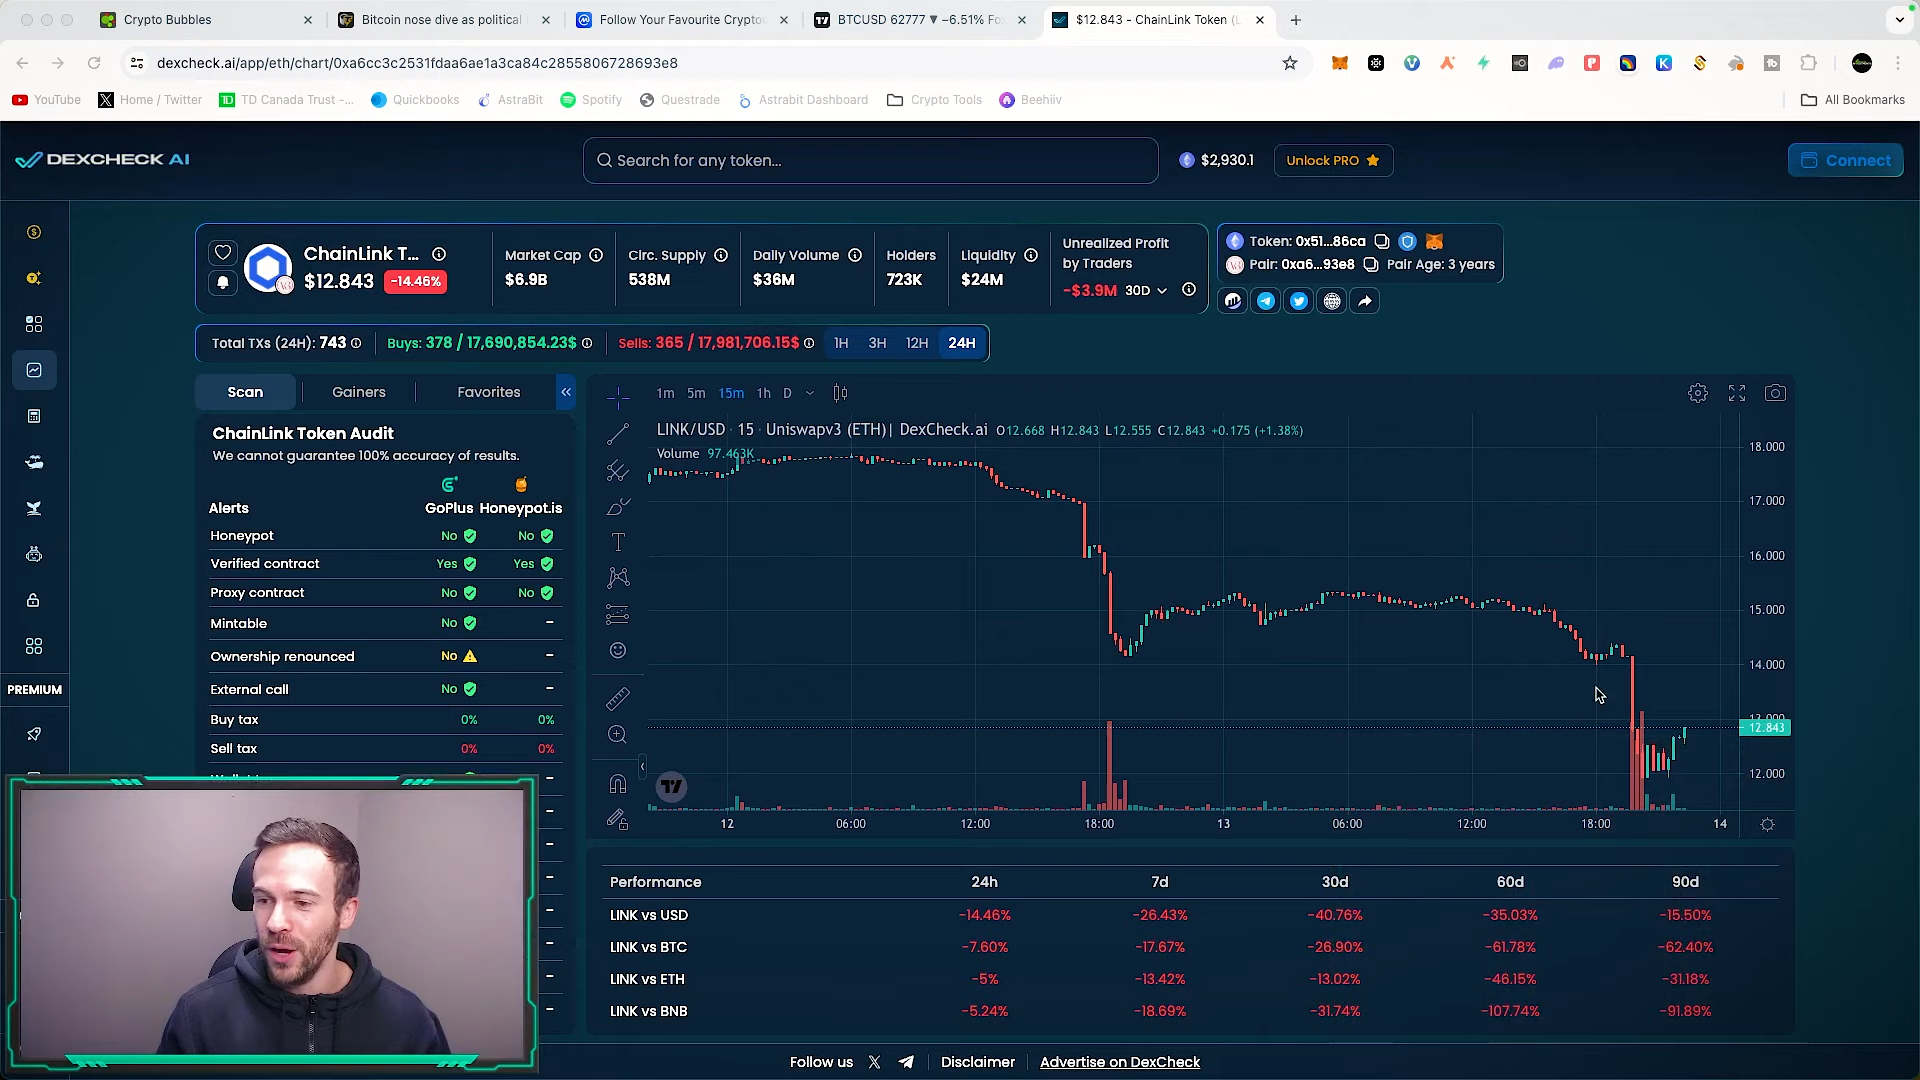 Crypto Bubbles
Bitcoin nose dive as political
Follow Your Favourite Crypto
BTCUSD 62777 ▼ −6.51%
$12.843 - ChainLink Token (L
dexcheck.ai/app/eth/chart/0xa6cc3c2531fdaa6ae1a3ca84c2855806728693e8
YouTube
Home / Twitter
TD Canada Trust -...
Quickbooks
AstraBit
Spotify
Questrade
Astrabit Dashboard
Crypto Tools
Beehiiv
All Bookmarks
DEXCHECK AI
Search for any token...
$2,930.1
Unlock PRO
Connect
ChainLink T...
$12.843 -14.46%
Market Cap
$6.9B
Circ. Supply
538M
Daily Volume
$36M
Holders
723K
Liquidity
$24M
Unrealized Profit
by Traders
-$3.9M 30D
Token: 0x51...86ca
Pair: 0xa6...93e8 Pair Age: 3 years
Total TXs (24H): 743
Buys: 378 / 17,690,854.23$
Sells: 365 / 17,981,706.15$
1H 3H 12H 24H
Scan Gainers Favorites «
ChainLink Token Audit
We cannot guarantee 100% accuracy of results.
Alerts GoPlus Honeypot.is
Honeypot No No
Verified contract Yes Yes
Proxy contract No No
Mintable No -
Ownership renounced No -
External call No -
Buy tax 0% 0%
Sell tax 0% 0%
PREMIUM
1m 5m 15m 1h D
LINK/USD · 15 · Uniswapv3 (ETH)| DexCheck.ai O12.668 H12.843 L12.555 C12.843 +0.175 (+1.38%)
Volume 97.463K
18.000
17.000
16.000
15.000
14.000
13.000
12.843
12.000
12 06:00 12:00 18:00 13 06:00 12:00 18:00 14
Performance 24h 7d 30d 60d 90d
LINK vs USD -14.46% -26.43% -40.76% -35.03% -15.50%
LINK vs BTC -7.60% -17.67% -26.90% -61.78% -62.40%
LINK vs ETH -5% -13.42% -13.02% -46.15% -31.18%
LINK vs BNB -5.24% -18.69% -31.74% -107.74% -91.89%
Follow us
Disclaimer
Advertise on DexCheck